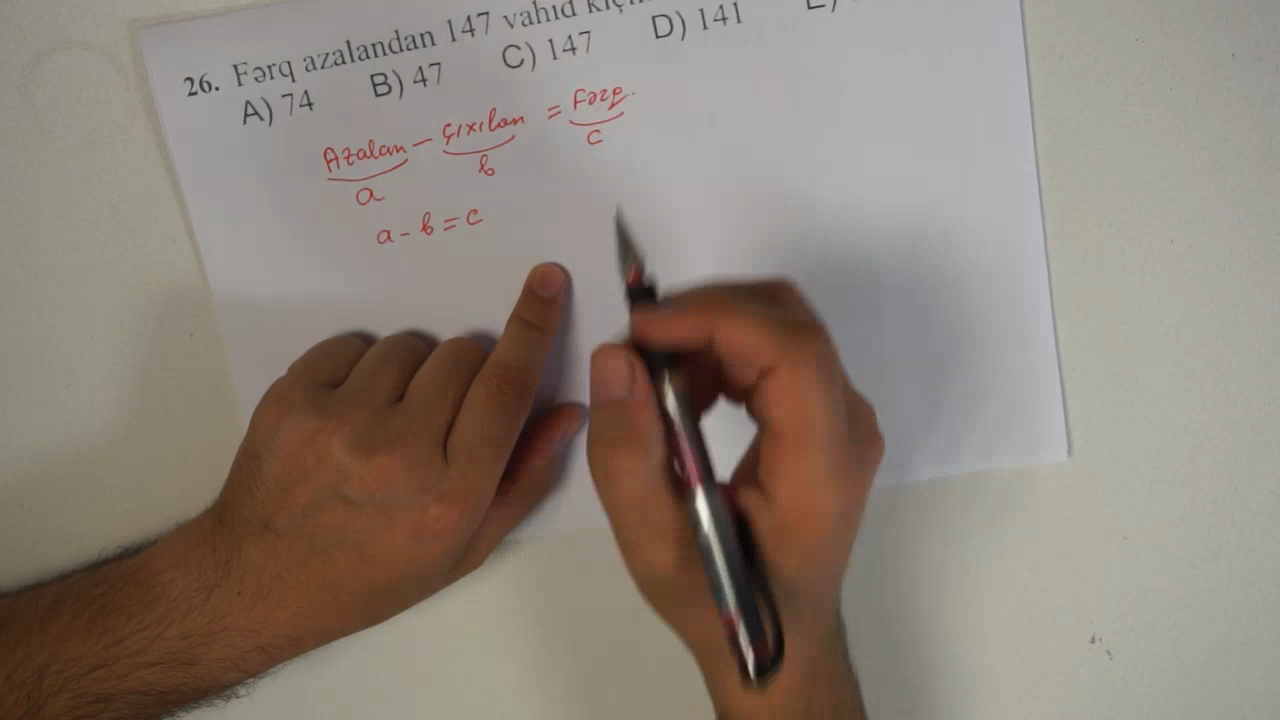 26. Fərq azalandan 147 vahid
A) 74 B) 47 C) 147 D) 141
Azalan - Çıxılan = Fərq.
a b c
a - b = c